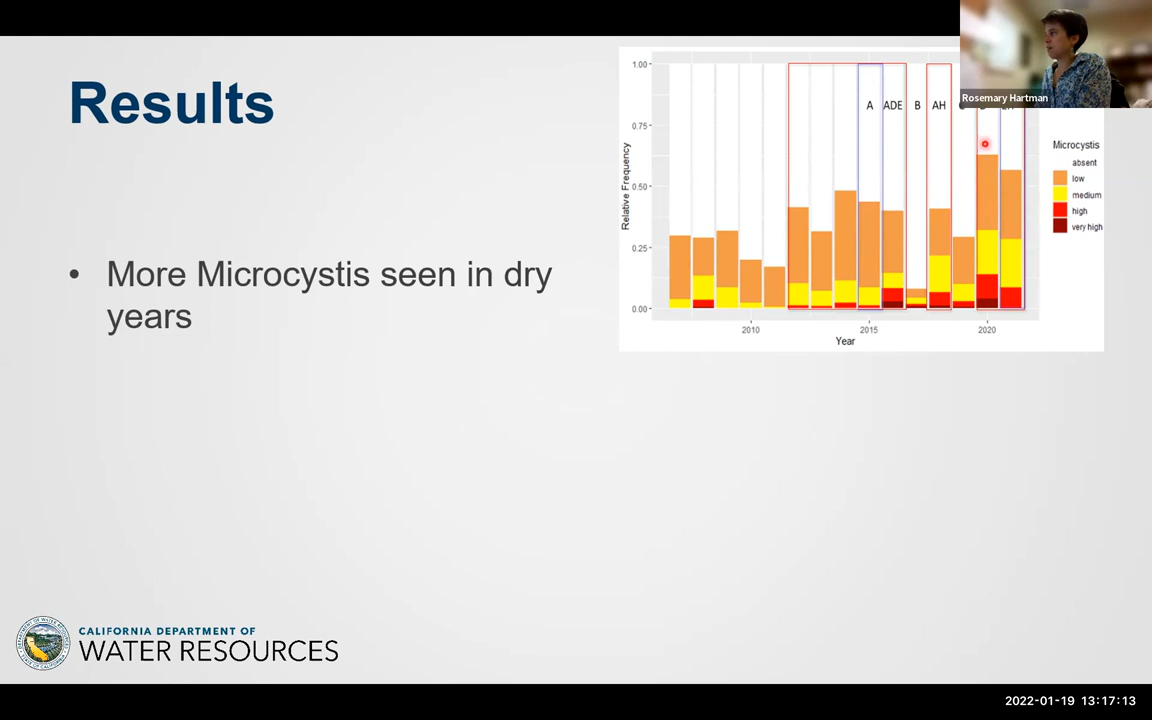 Results
• More Microcystis seen in dry
years
1.00
0.75
0.50
0.25
0.00
Relative Frequency
A ADE B AH
2010 2015 2020
Year
Microcystis
absent
low
medium
high
very high
Rosemary Hartman
CALIFORNIA DEPARTMENT OF
WATER RESOURCES
2022-01-19 13:17:13